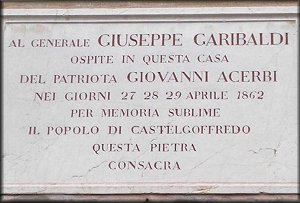 AL GENERALE GIUSEPPE GARIBALDI
OSPITE IN QUESTA CASA
DEL PATRIOTA GIOVANNI ACERBI
NEI GIORNI 27 28 29 APRILE 1862
PER MEMORIA SUBLIME
IL POPOLO DI CASTELGOFFREDO
QUESTA PIETRA
CONSACRA